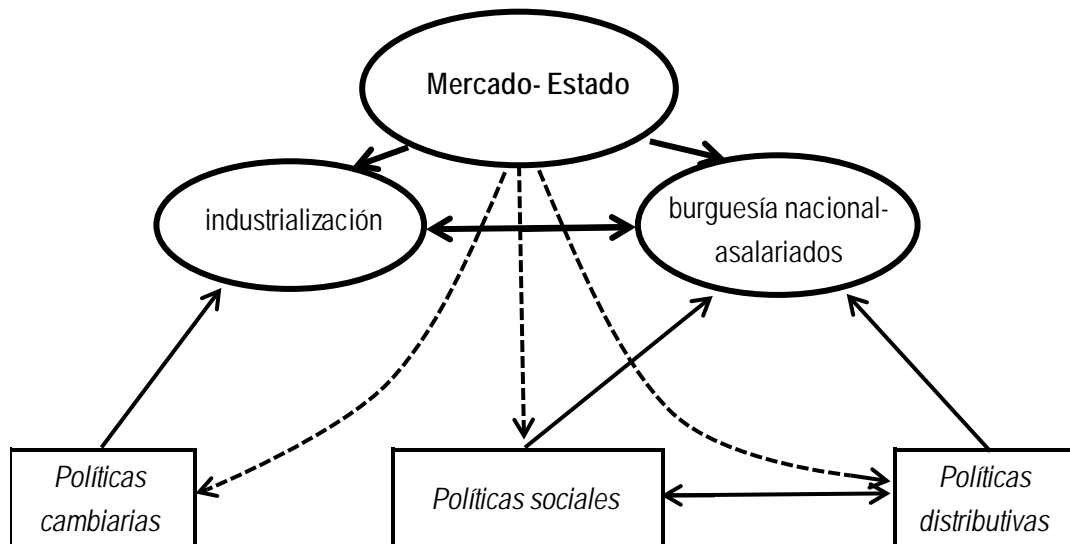 Mercado- Estado
industrialización
burguesía nacional-
asalariados
Políticas
cambiarias
Políticas sociales
Políticas
distributivas